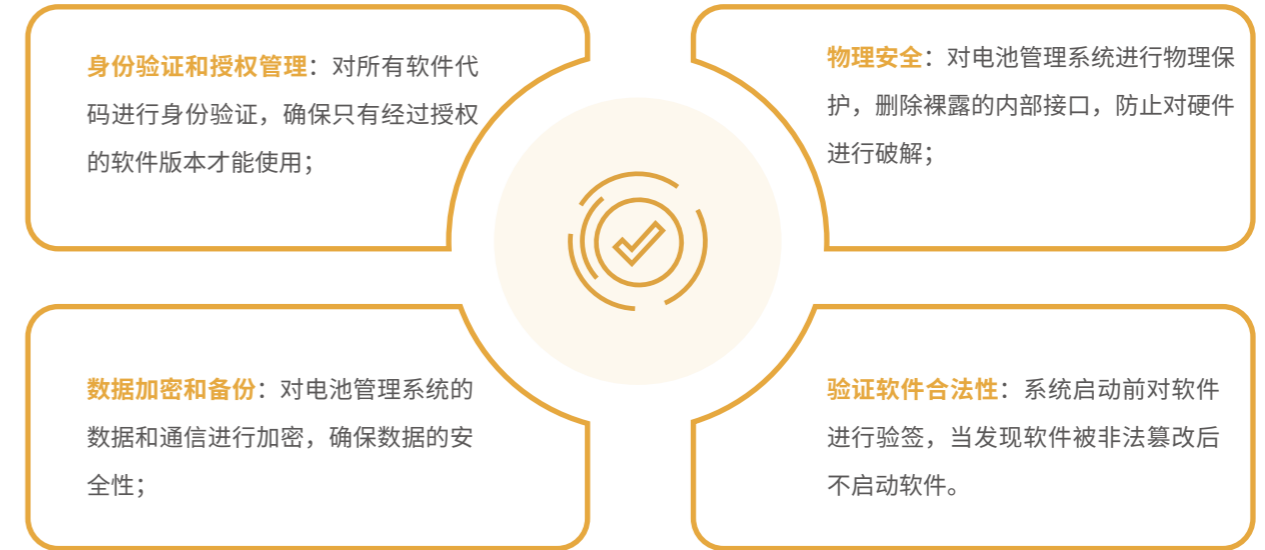 身份验证和授权管理：对所有软件代
码进行身份验证，确保只有经过授权
的软件版本才能使用；
物理安全：对电池管理系统进行物理保
护，删除裸露的内部接口，防止对硬件
进行破解；
数据加密和备份：对电池管理系统的
数据和通信进行加密，确保数据的安
全性；
验证软件合法性：系统启动前对软件
进行验签，当发现软件被非法篡改后
不启动软件。